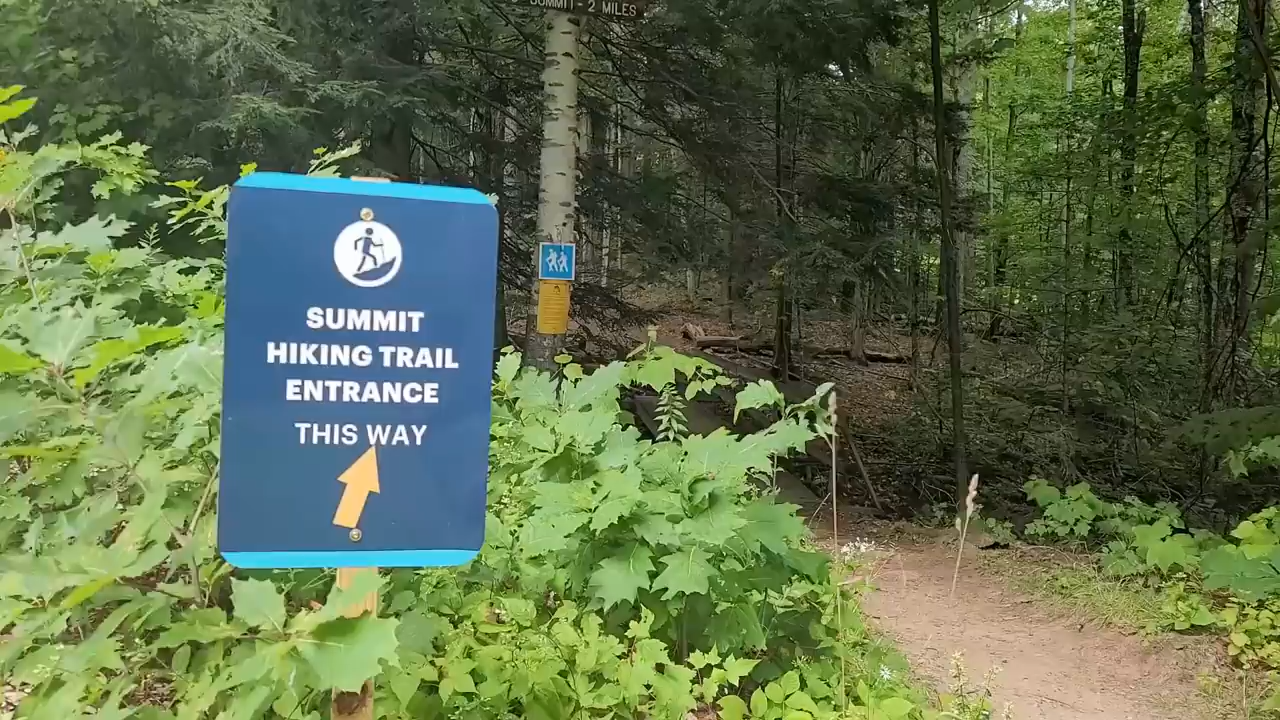 SUMMIT - 2 MILES
SUMMIT
HIKING TRAIL
ENTRANCE
THIS WAY